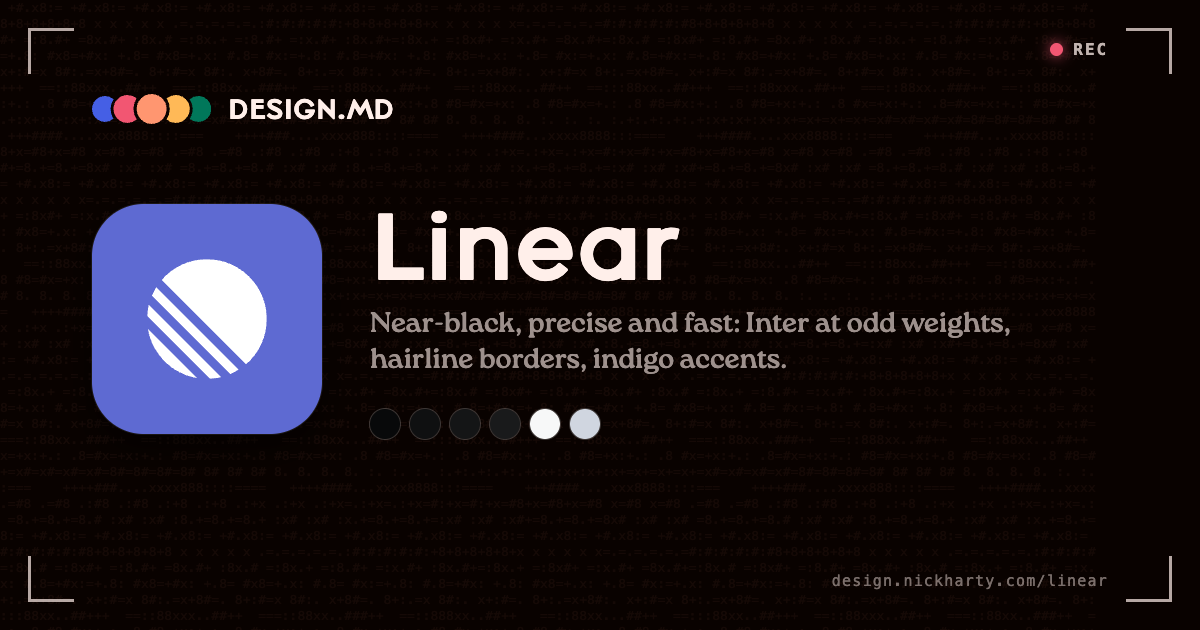 REC
DESIGN.MD
Linear
Near-black, precise and fast: Inter at odd weights,
hairline borders, indigo accents.
design.nickharty.com/linear